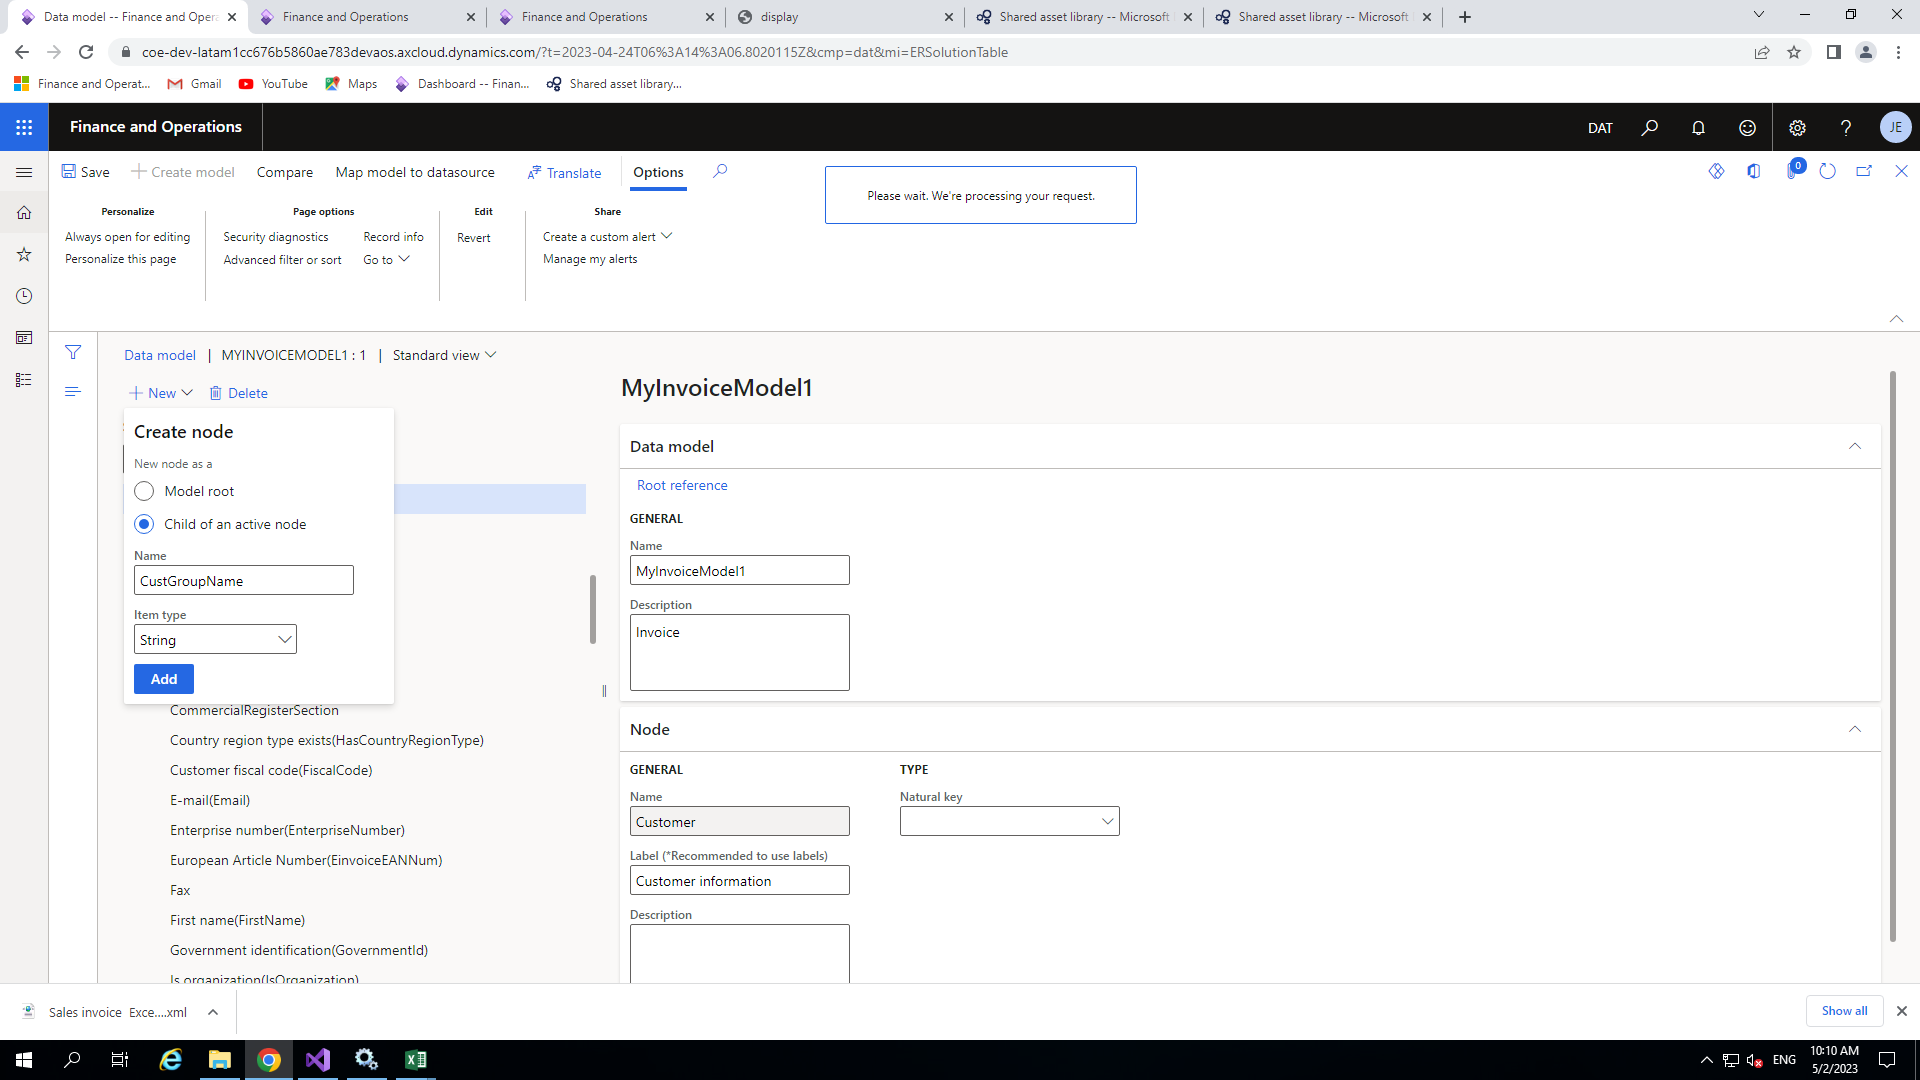 Data model -- Finance and Opera
Finance and Operations
Finance and Operations
display
Shared asset library -- Microsoft
Shared asset library -- Microsoft
coe-dev-latam1cc676b5860ae783devaos.axcloud.dynamics.com/?t=2023-04-24T06%3A14%3A06.8020115Z&cmp=dat&mi=ERSolutionTable
Finance and Operat...
Gmail
YouTube
Maps
Dashboard -- Finan...
Shared asset library...
Finance and Operations
DAT
?
JE
Save
Create model
Compare
Map model to datasource
Translate
Options
Please wait. We're processing your request.
0
Personalize
Always open for editing
Personalize this page
Page options
Security diagnostics
Advanced filter or sort
Record info
Go to
Edit
Revert
Share
Create a custom alert
Manage my alerts
Data model | MYINVOICEMODEL1 : 1 | Standard view
New
Delete
Create node
New node as a
Model root
Child of an active node
Name
CustGroupName
Item type
String
Add
CommercialRegisterSection
Country region type exists(HasCountryRegionType)
Customer fiscal code(FiscalCode)
E-mail(Email)
Enterprise number(EnterpriseNumber)
European Article Number(EinvoiceEANNum)
Fax
First name(FirstName)
Government identification(GovernmentId)
Is organization(IsOrganization)
MyInvoiceModel1
Data model
Root reference
GENERAL
Name
MyInvoiceModel1
Description
Invoice
Node
GENERAL
Name
Customer
Label (*Recommended to use labels)
Customer information
Description
TYPE
Natural key
Sales invoice Exce....xml
Show all
ENG
10:10 AM
5/2/2023